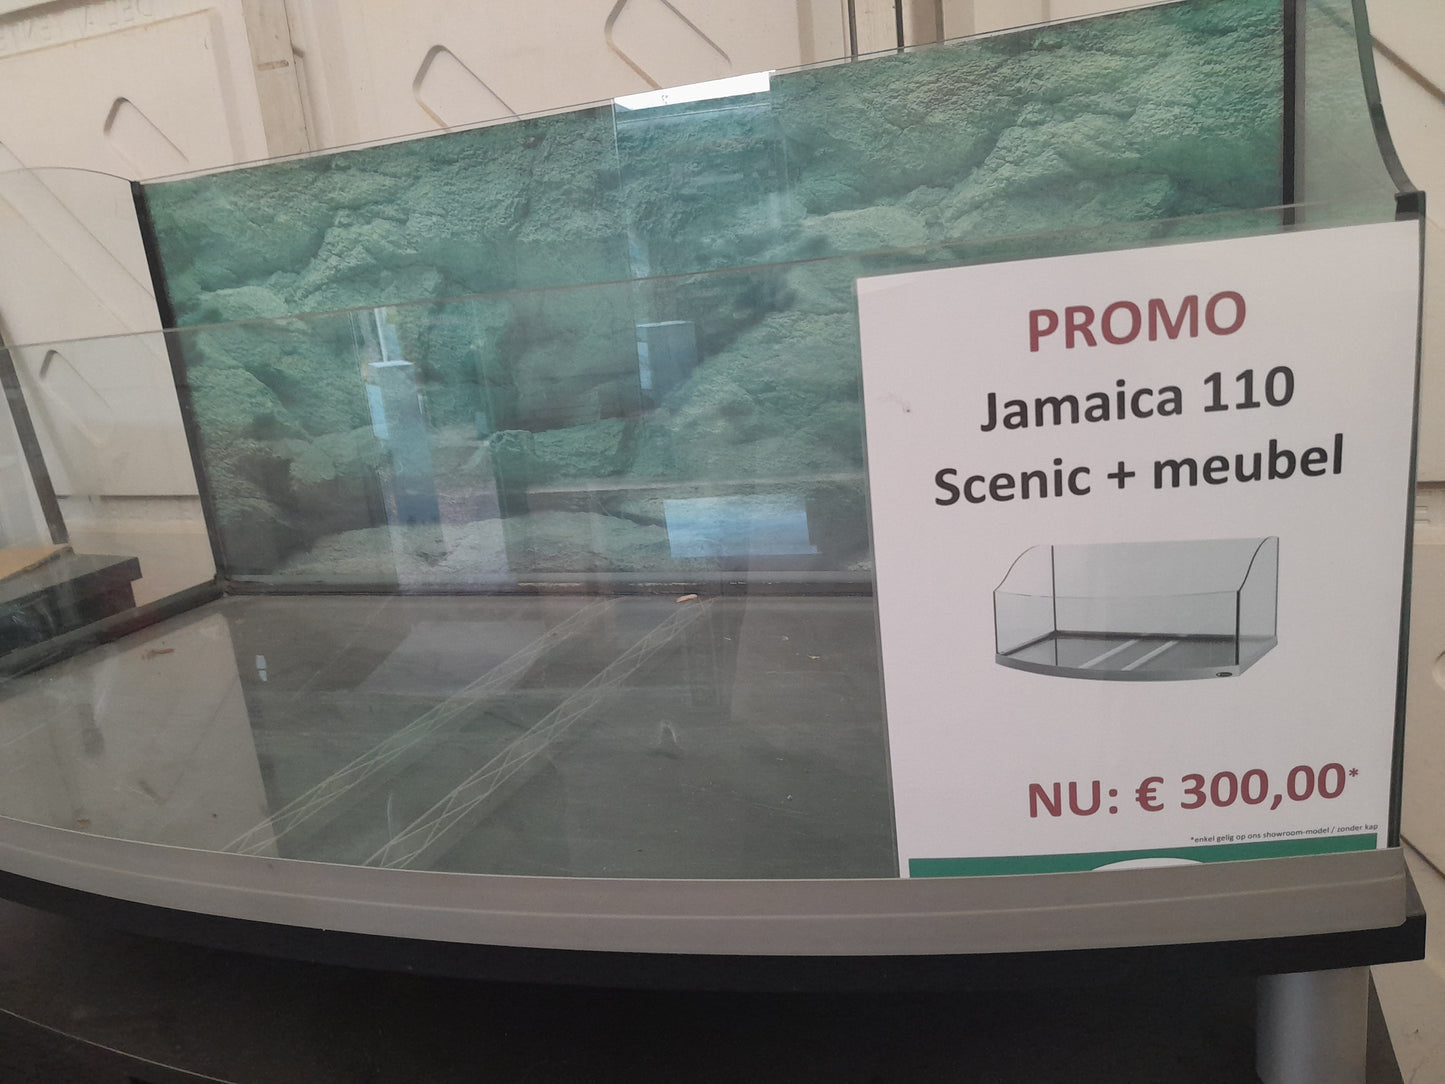 PROMO
Jamaica 110
Scenic + meubel
NU: € 300,00*
*enkel gelig op ons showroom-model / zonder kap